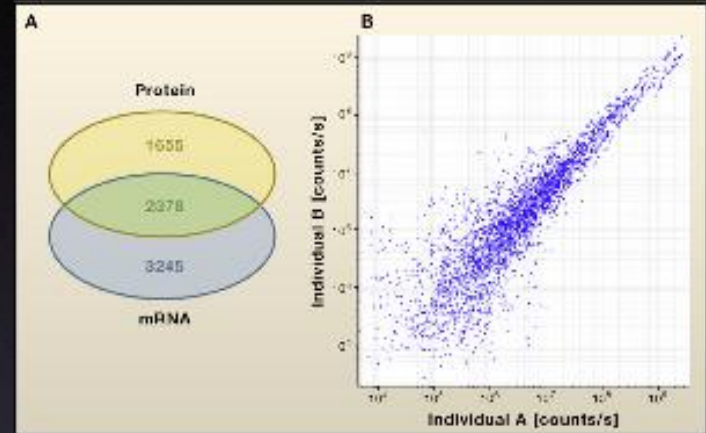 A
B
Protein
1655
2378
3245
mRNA
Individual B [counts/s]
Individual A [counts/s]